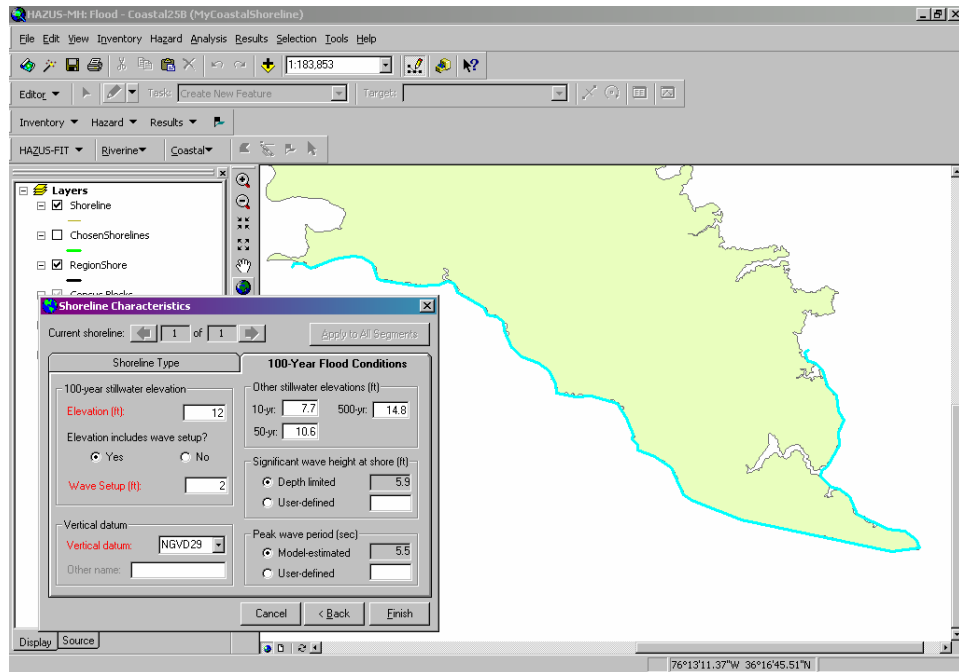 HAZUS-MH: Flood - Coastal258 (MyCoastalShoreline)
File Edit View Inventory Hazard Analysis Results Selection Tools Help
1:183,853
Editor Task: Create New Feature Target:
Inventory Hazard Results
HAZUS-FIT Riverine Coastal
Layers
Shoreline
ChosenShorelines
RegionShore
Census Blocks
Shoreline Characteristics
Current shoreline: 1 of 1 Apply to All Segments
Shoreline Type 100-Year Flood Conditions
100-year stillwater elevation
Elevation (ft): 12
Elevation includes wave setup?
Yes No
Wave Setup (ft): 2
Vertical datum
Vertical datum: NGVD29
Other name:
Other stillwater elevations (ft)
10-yr: 7.7 500-yr: 14.8
50-yr: 10.6
Significant wave height at shore (ft)
Depth limited 5.9
User-defined
Peak wave period (sec)
Model-estimated 5.5
User-defined
Cancel < Back Finish
Display Source
76°13'11.37"W 36°16'45.51"N